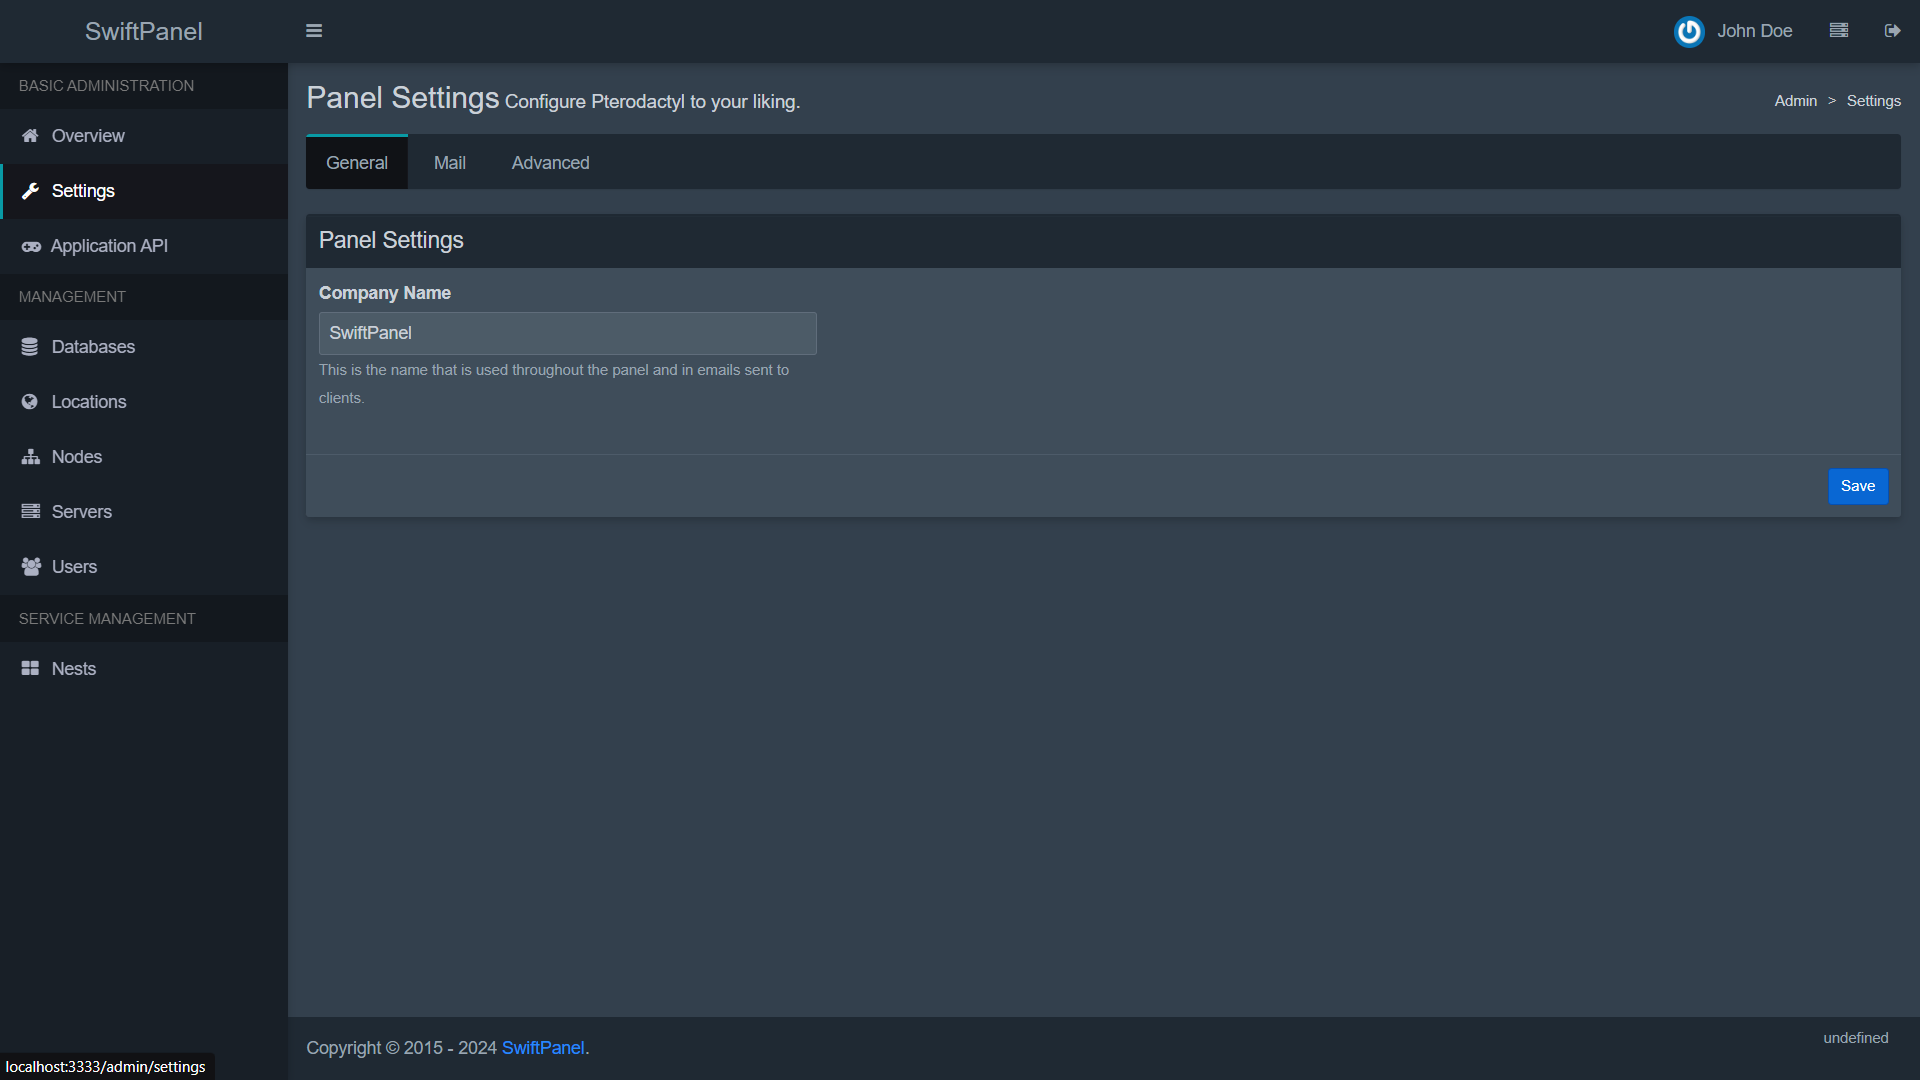 SwiftPanel
John Doe
BASIC ADMINISTRATION
Overview
Settings
Application API
MANAGEMENT
Databases
Locations
Nodes
Servers
Users
SERVICE MANAGEMENT
Nests
Panel Settings Configure Pterodactyl to your liking.
Admin > Settings
General Mail Advanced
Panel Settings
Company Name
SwiftPanel
This is the name that is used throughout the panel and in emails sent to
clients.
Save
Copyright © 2015 - 2024 SwiftPanel.
undefined
localhost:3333/admin/settings